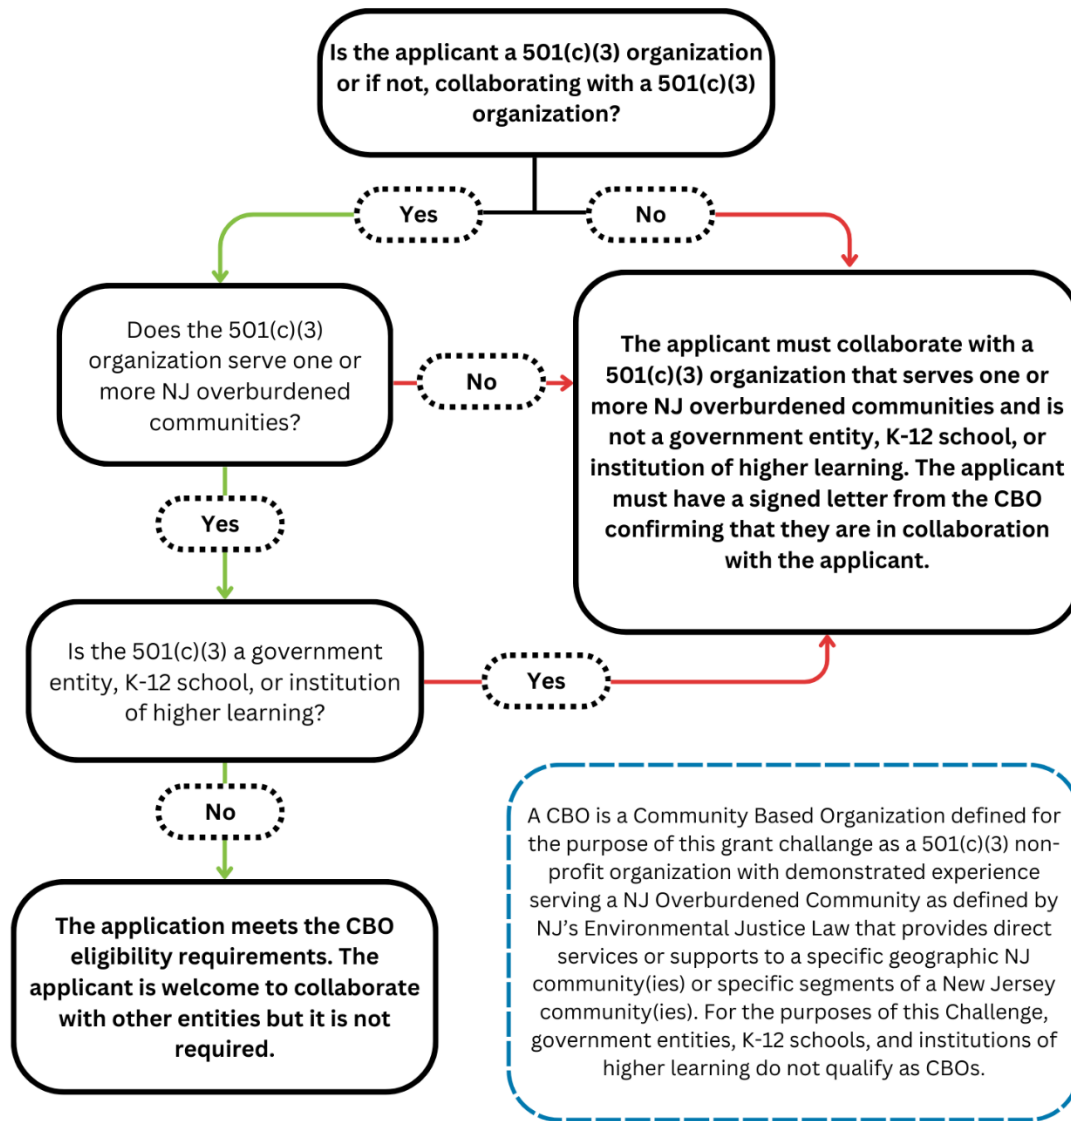 Is the applicant a 501(c)(3) organization
or if not, collaborating with a 501(c)(3)
organization?
Yes
No
Does the 501(c)(3)
organization serve one or
more NJ overburdened
communities?
No
The applicant must collaborate with a
501(c)(3) organization that serves one or
more NJ overburdened communities and is
not a government entity, K-12 school, or
institution of higher learning. The applicant
must have a signed letter from the CBO
confirming that they are in collaboration
with the applicant.
Yes
Is the 501(c)(3) a government
entity, K-12 school, or institution
of higher learning?
Yes
No
The application meets the CBO
eligibility requirements. The
applicant is welcome to collaborate
with other entities but it is not
required.
A CBO is a Community Based Organization defined for
the purpose of this grant challange as a 501(c)(3) non-
profit organization with demonstrated experience
serving a NJ Overburdened Community as defined by
NJ’s Environmental Justice Law that provides direct
services or supports to a specific geographic NJ
community(ies) or specific segments of a New Jersey
community(ies). For the purposes of this Challenge,
government entities, K-12 schools, and institutions of
higher learning do not qualify as CBOs.